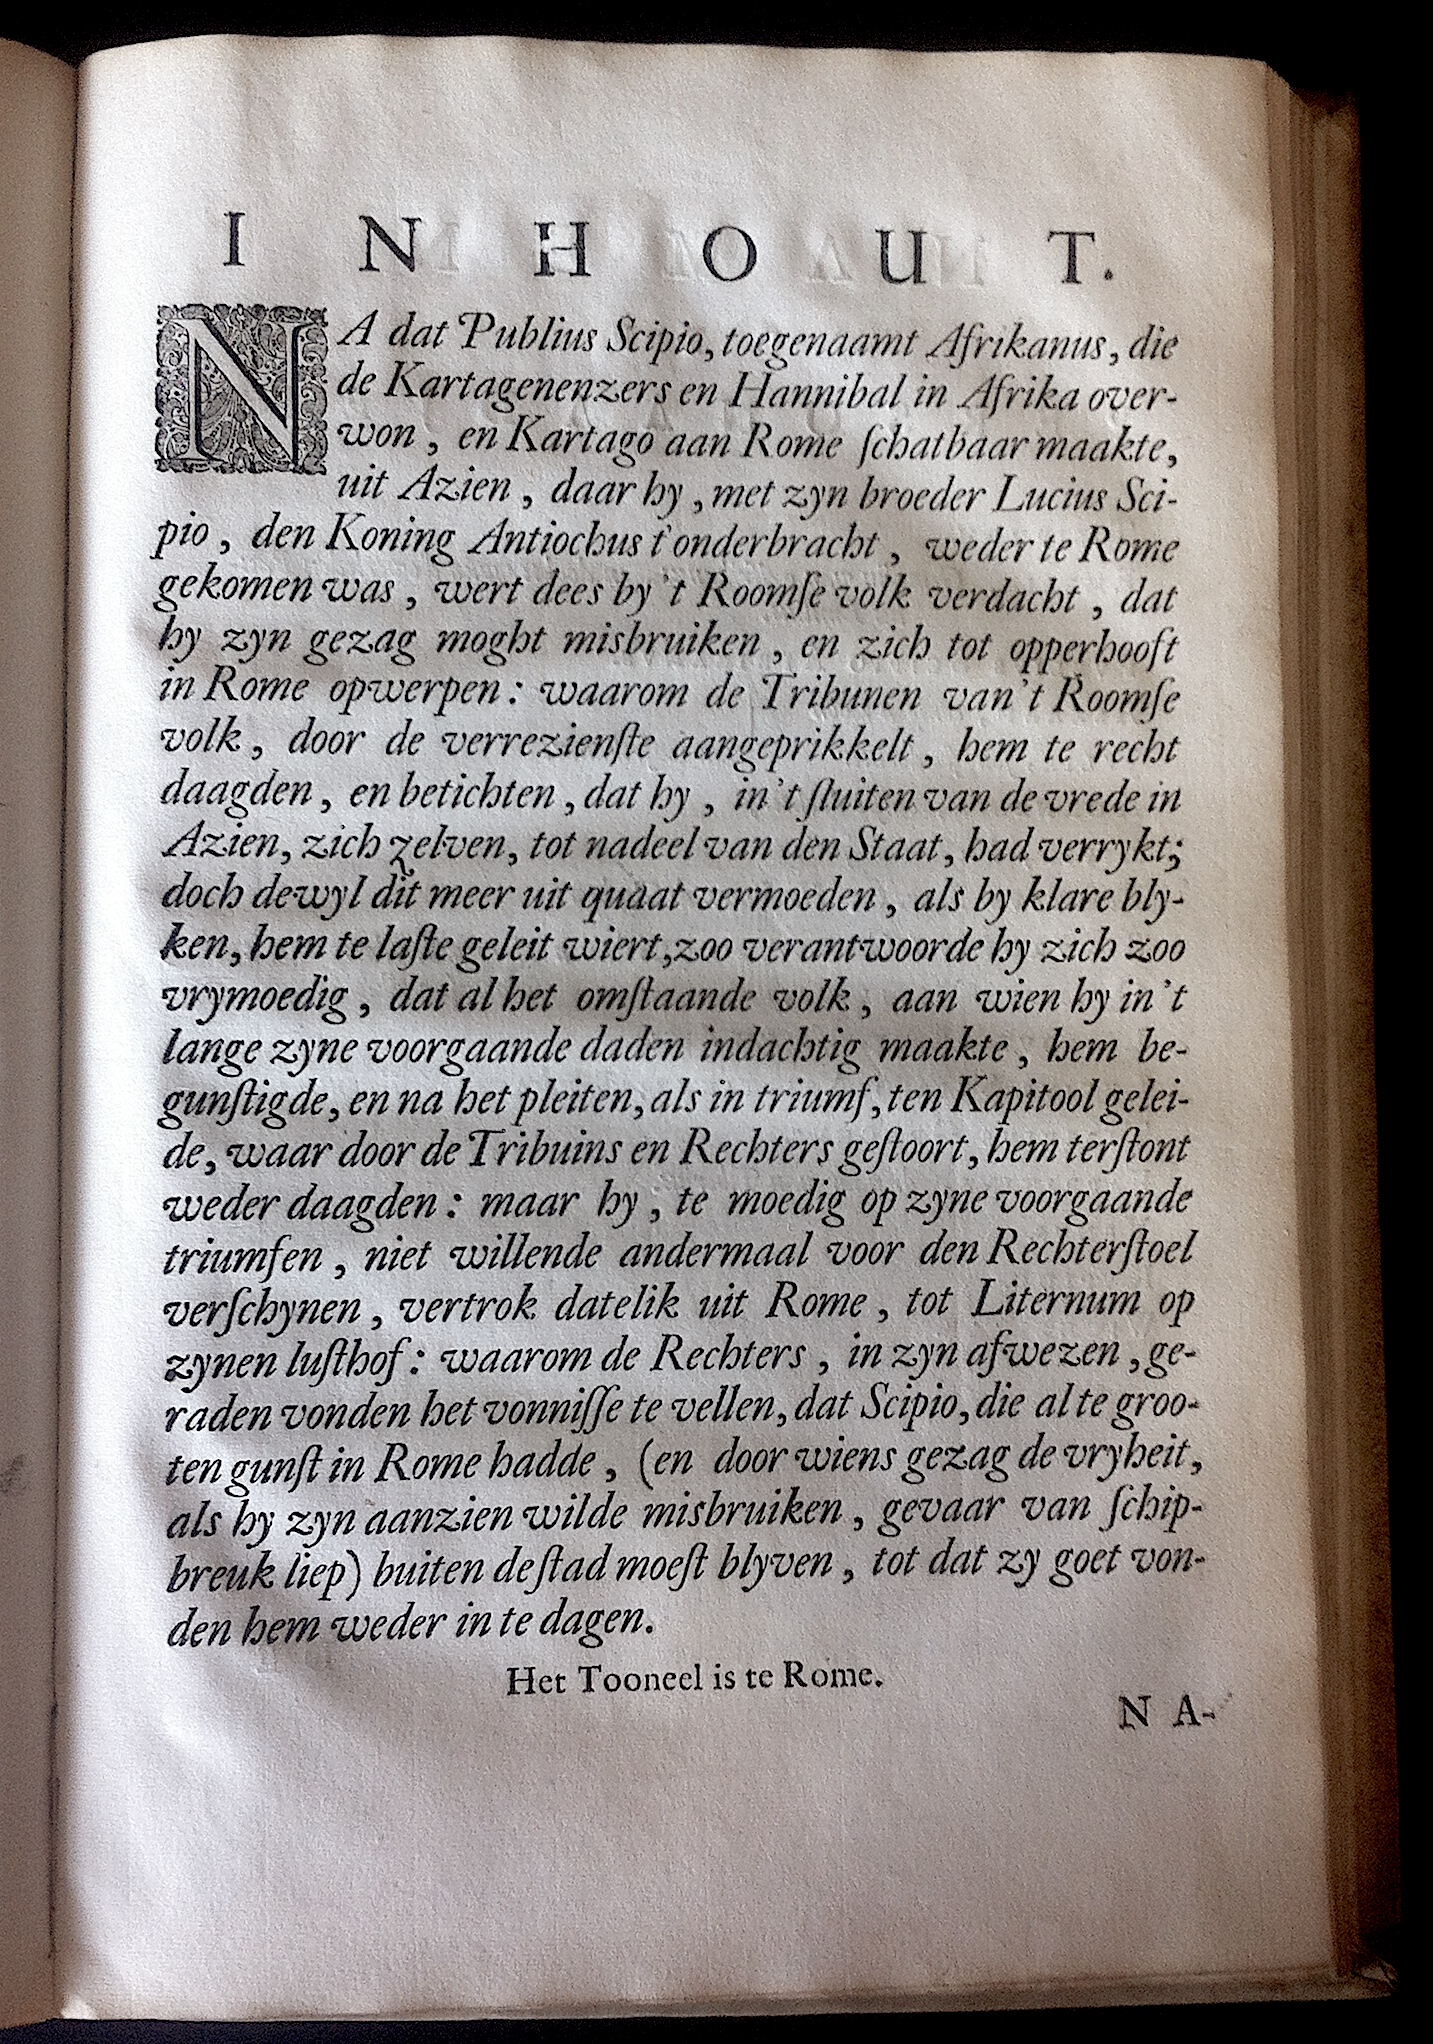 INHOUT.
NA dat Publius Scipio, toegenaamt Afrikanus, die
de Kartagenenzers en Hannibal in Afrika over-
won, en Kartago aan Rome ſchatbaar maakte,
uit Azien, daar hy, met zyn broeder Lucius Sci-
pio, den Koning Antiochus t'onderbracht, weder te Rome
gekomen was, wert dees by 't Roomſe volk verdacht, dat
hy zyn gezag moght misbruiken, en zich tot opperhooft
in Rome opwerpen: waarom de Tribunen van 't Roomſe
volk, door de verrezienſte aangeprikkelt, hem te recht
daagden, en betichten, dat hy, in 't ſluiten van de vrede in
Azien, zich zelven, tot nadeel van den Staat, had verrykt;
doch dewyl dit meer uit quaat vermoeden, als by klare bly-
ken, hem te laſte geleit wiert, zoo verantwoorde hy zich zoo
vrymoedig, dat al het omſtaande volk, aan wien hy in 't
lange zyne voorgaande daden indachtig maakte, hem be-
gunſtigde, en na het pleiten, als in triumf, ten Kapitool gelei-
de, waar door de Tribuins en Rechters geſtoort, hem terſtont
weder daagden: maar hy, te moedig op zyne voorgaande
triumfen, niet willende andermaal voor den Rechterſtoel
verſchynen, vertrok datelik uit Rome, tot Liternum op
zynen luſthof: waarom de Rechters, in zyn afwezen, ge-
raden vonden het vonniſſe te vellen, dat Scipio, die al te groo-
ten gunſt in Rome hadde, (en door wiens gezag de vryheit,
als hy zyn aanzien wilde misbruiken, gevaar van ſchip-
breuk liep) buiten de ſtad moeſt blyven, tot dat zy goet von-
den hem weder in te dagen.
Het Tooneel is te Rome.
NA-